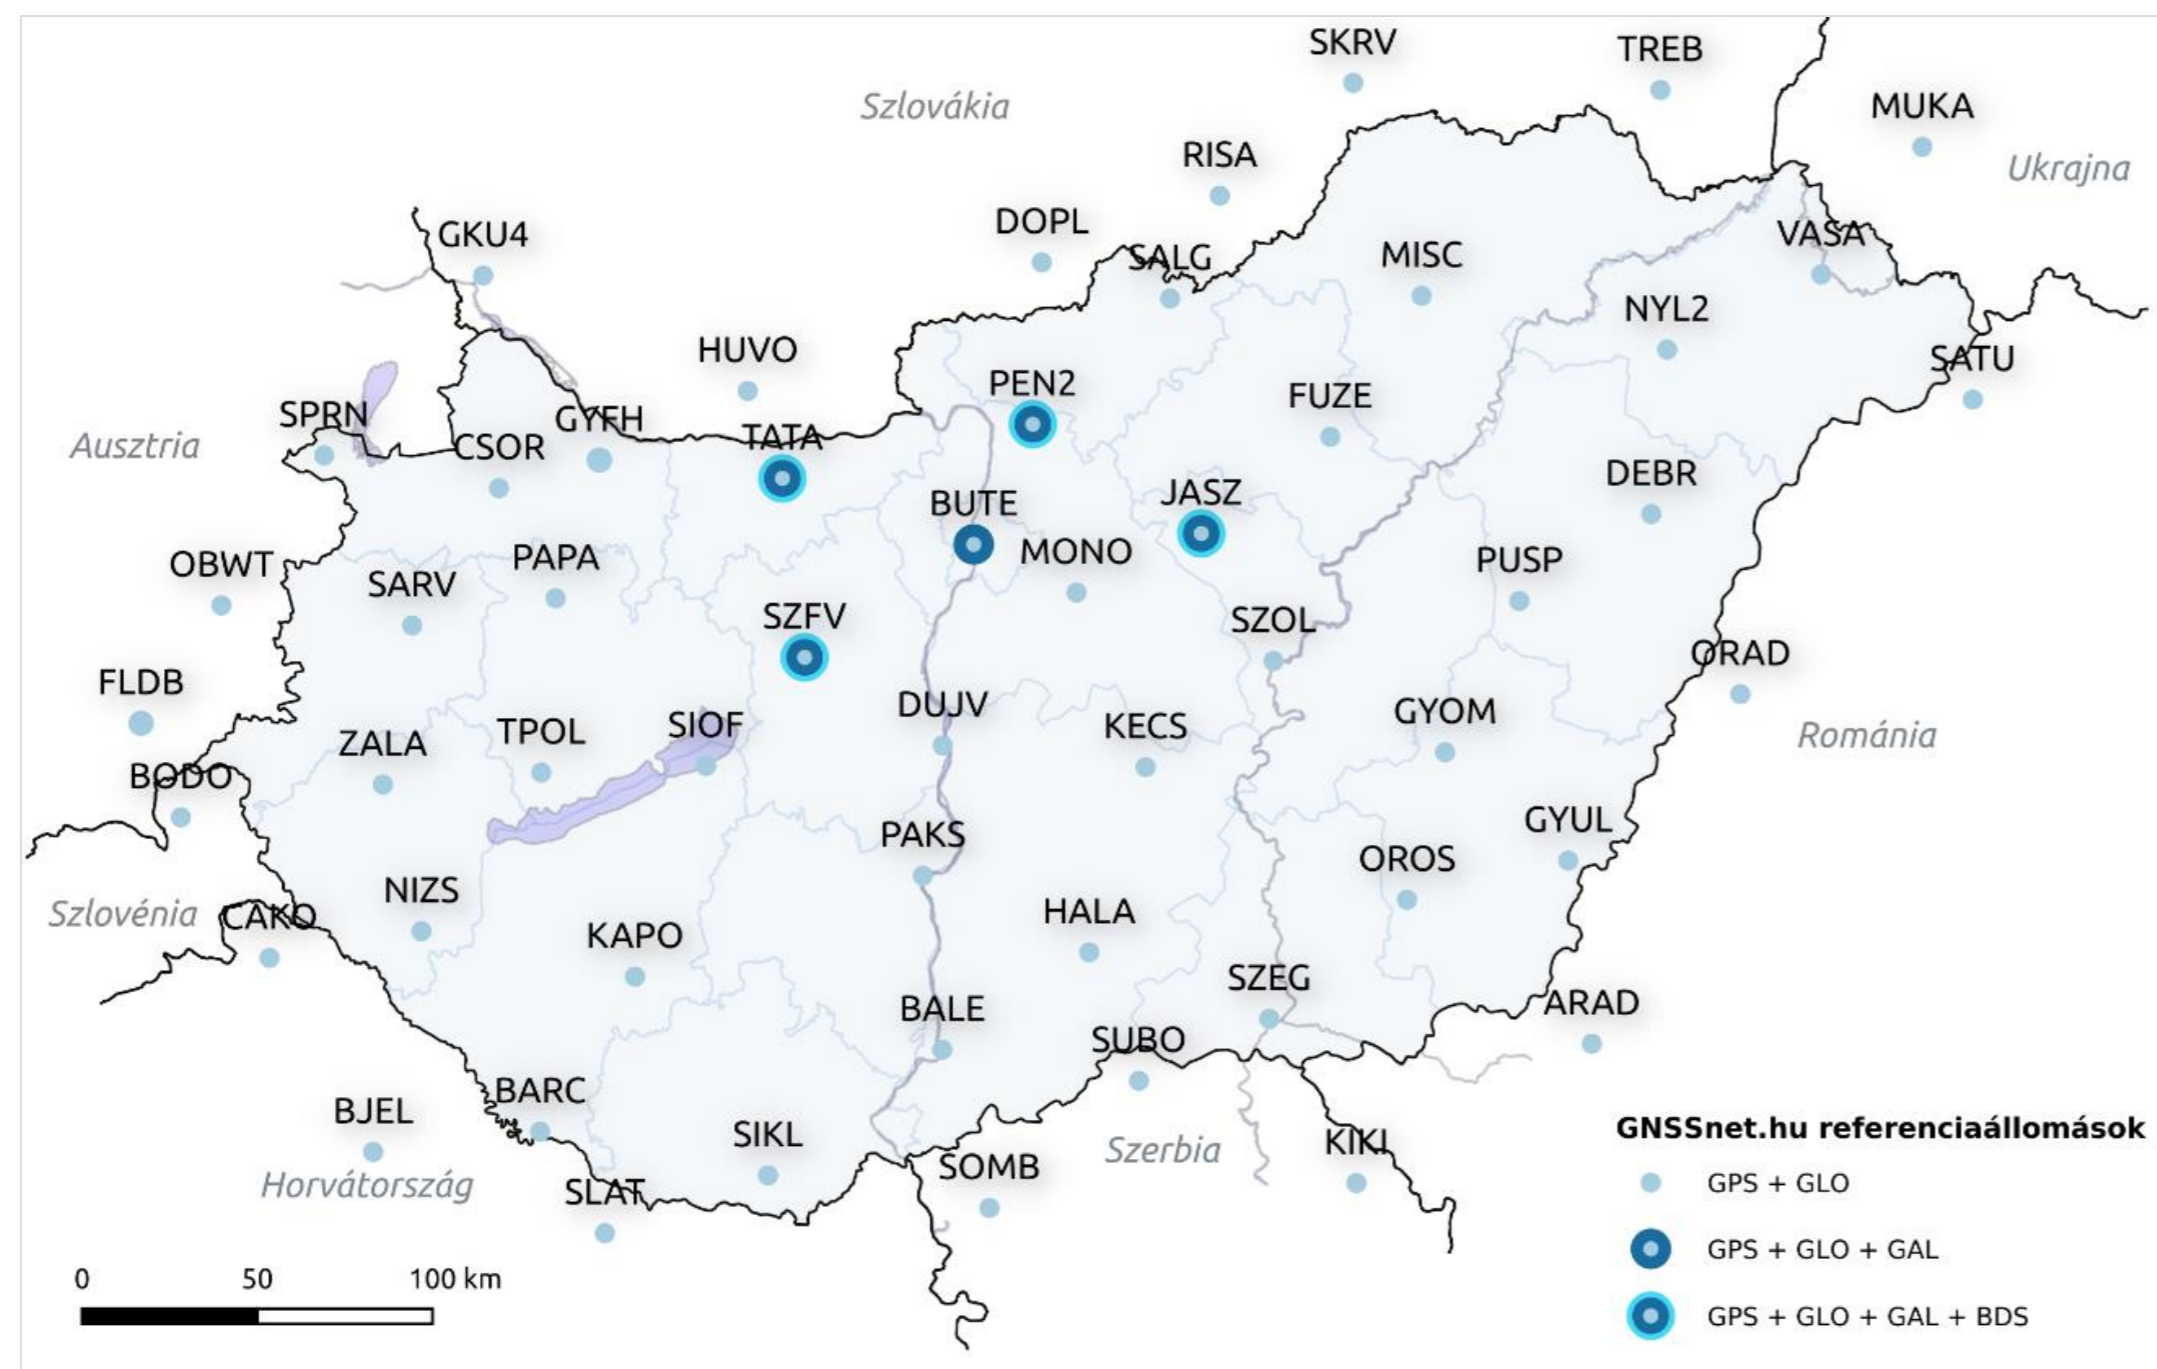 SKRV
TREB
Szlovákia
MUKA
RISA
Ukrajna
DOPL
GKU4
VASA
SALG
MISC
NYL2
HUVO
SATU
PEN2
FUZE
SPRN
GYFH
Ausztria
CSOR
TATA
DEBR
JASZ
BUTE
OBWT
PAPA
MONO
PUSP
SARV
SZFV
SZOL
ORAD
FLDB
DUJV
GYOM
ZALA
TPOL
SIOF
KECS
Románia
BODO
PAKS
GYUL
OROS
NIZS
Szlovénia
CAKO
HALA
KAPO
SZEG
BALE
ARAD
SUBO
BARC
BJEL
SIKL
Szerbia
KIKI
GNSSnet.hu referenciaállomások
Horvátország
SLAT
SOMB
GPS + GLO
GPS + GLO + GAL
GPS + GLO + GAL + BDS
0 50 100 km